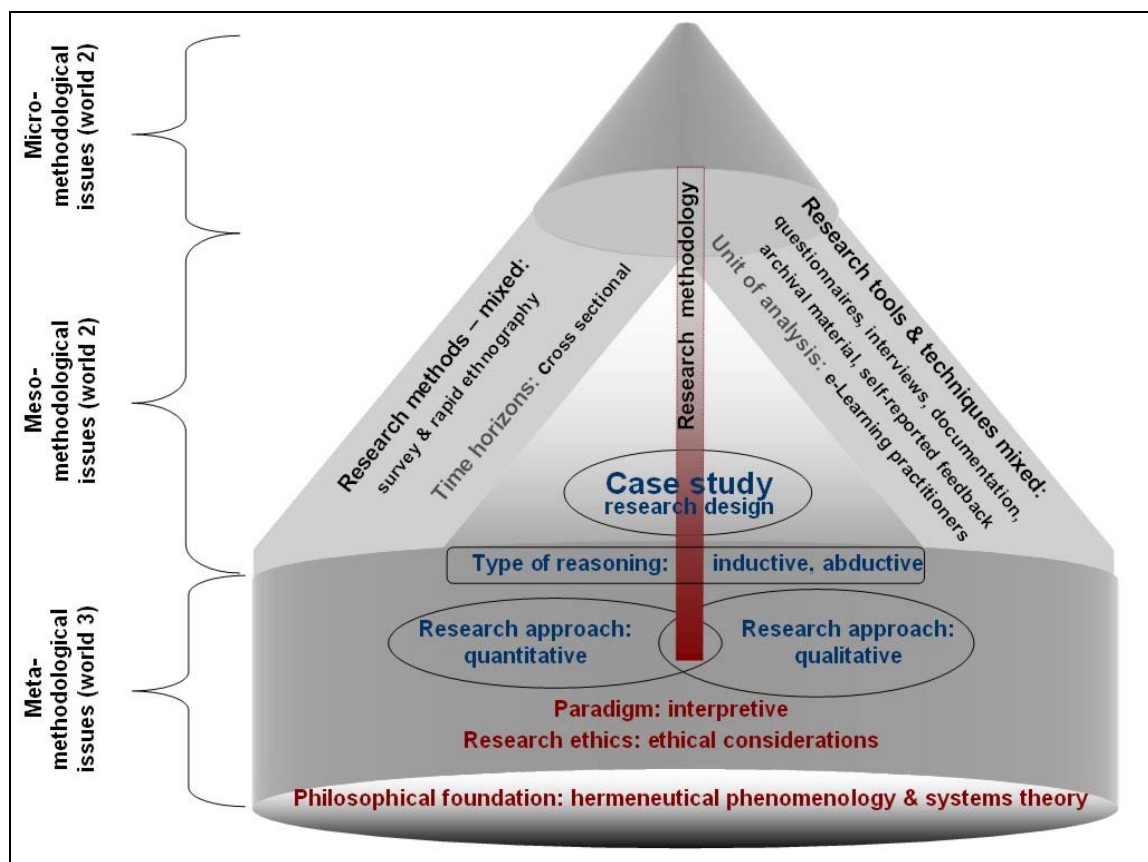 Micro-
methodological
issues (world 2)
Meso-
methodological
issues (world 2)
Meta-
methodological
issues (world 3)
Research methods – mixed:
survey & rapid ethnography
Time horizons: Cross sectional
Research methodology
Research tools & techniques mixed:
questionnaires, interviews, documentation,
archival material, self-reported feedback
Unit of analysis: e-Learning practitioners
Case study
research design
Type of reasoning: inductive, abductive
Research approach:
quantitative
Research approach:
qualitative
Paradigm: interpretive
Research ethics: ethical considerations
Philosophical foundation: hermeneutical phenomenology & systems theory